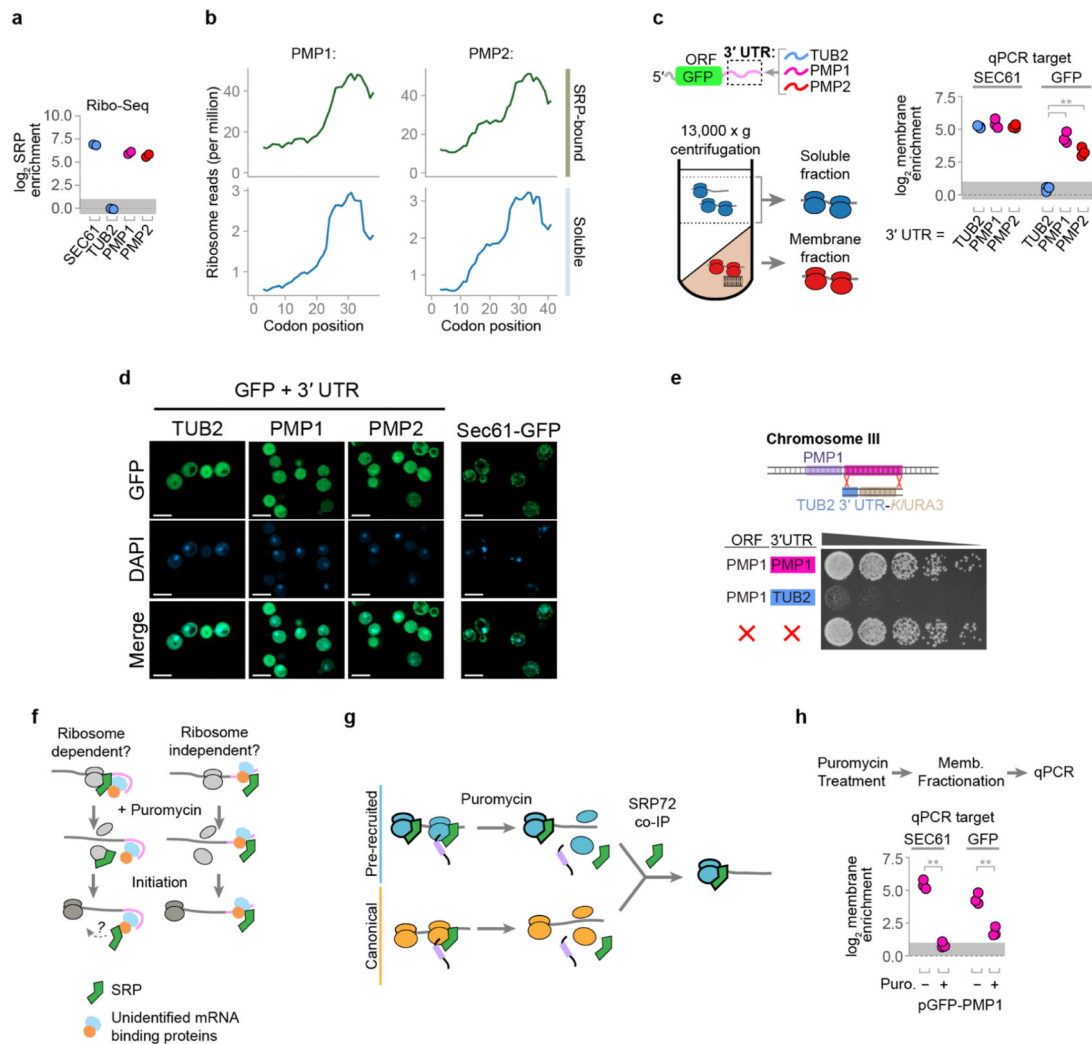 a
Ribo-Seq
log2 SRP
enrichment
10.0
7.5
5.0
2.5
0.0
SEC61
TUB2
PMP1
PMP2
b
PMP1:
PMP2:
Ribosome reads (per million)
40
20
3
2
1
SRP-bound
Soluble
0 10 20 30
0 10 20 30 40
Codon position
Codon position
c
3′ UTR:
ORF
5′
GFP
TUB2
PMP1
PMP2
13,000 x g
centrifugation
Soluble
fraction
Membrane
fraction
qPCR target
SEC61 GFP
**
log2 membrane
enrichment
7.5
5.0
2.5
0.0
3′ UTR =
TUB2
PMP1
PMP2
TUB2
PMP1
PMP2
d
GFP + 3′ UTR
TUB2 PMP1 PMP2 Sec61-GFP
GFP
DAPI
Merge
e
Chromosome III
PMP1
TUB2 3′ UTR-KlURA3
ORF 3′UTR
PMP1 PMP1
PMP1 TUB2
f
Ribosome
dependent?
Ribosome
independent?
+ Puromycin
Initiation
?
SRP
Unidentified mRNA
binding proteins
g
Pre-recruited
Canonical
Puromycin
SRP72
co-IP
h
Puromycin
Treatment
Memb.
Fractionation
qPCR
qPCR target
SEC61 GFP
** **
log2 membrane
enrichment
7.5
5.0
2.5
0.0
Puro. − + − +
pGFP-PMP1